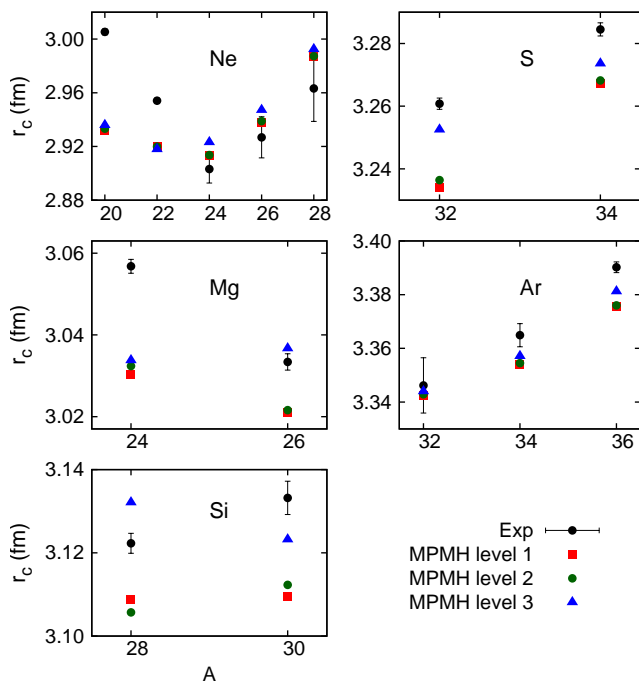 3.00
2.96
2.92
2.88
r_c (fm)
Ne
20 22 24 26 28
3.28
3.26
3.24
S
32 34
3.06
3.04
3.02
r_c (fm)
Mg
24 26
3.40
3.38
3.36
3.34
Ar
32 34 36
3.14
3.12
3.10
r_c (fm)
Si
28 30
A
Exp
MPMH level 1
MPMH level 2
MPMH level 3